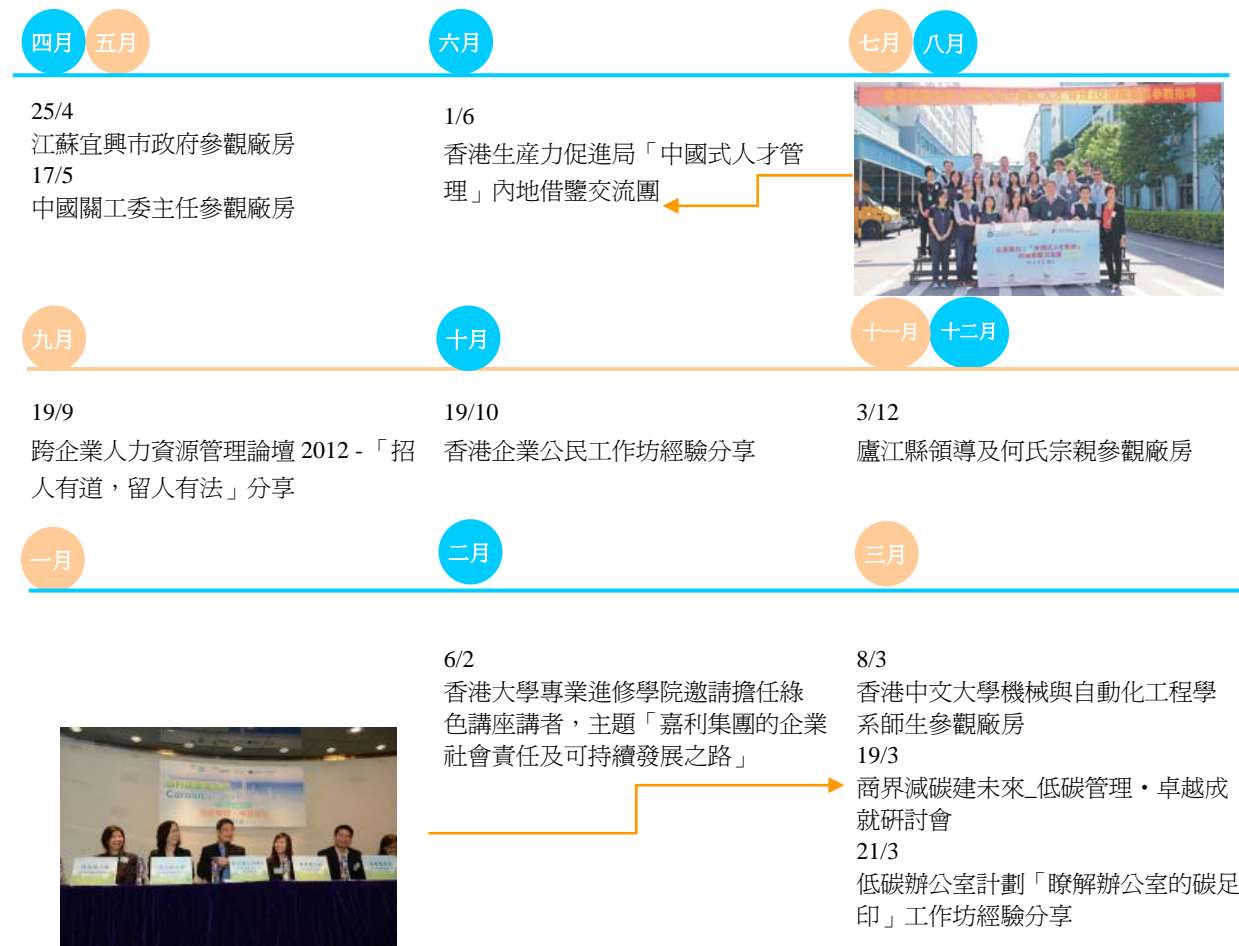 四月 五月
六月
七月 八月
25/4
江蘇宜興市政府參觀廠房
17/5
中國關工委主任參觀廠房
1/6
香港生產力促進局「中國式人才管
理」內地借鑒交流團
九月
十月
十一月 十二月
19/9
跨企業人力資源管理論壇 2012 -「招
人有道，留人有法」分享
19/10
香港企業公民工作坊經驗分享
3/12
廬江縣領導及何氏宗親參觀廠房
一月
二月
三月
6/2
香港大學專業進修學院邀請擔任綠
色講座講者，主題「嘉利集團的企業
社會責任及可持續發展之路」
8/3
香港中文大學機械與自動化工程學
系師生參觀廠房
19/3
商界減碳建未來_低碳管理‧卓越成
就研討會
21/3
低碳辦公室計劃「瞭解辦公室的碳足
印」工作坊經驗分享
Carbon